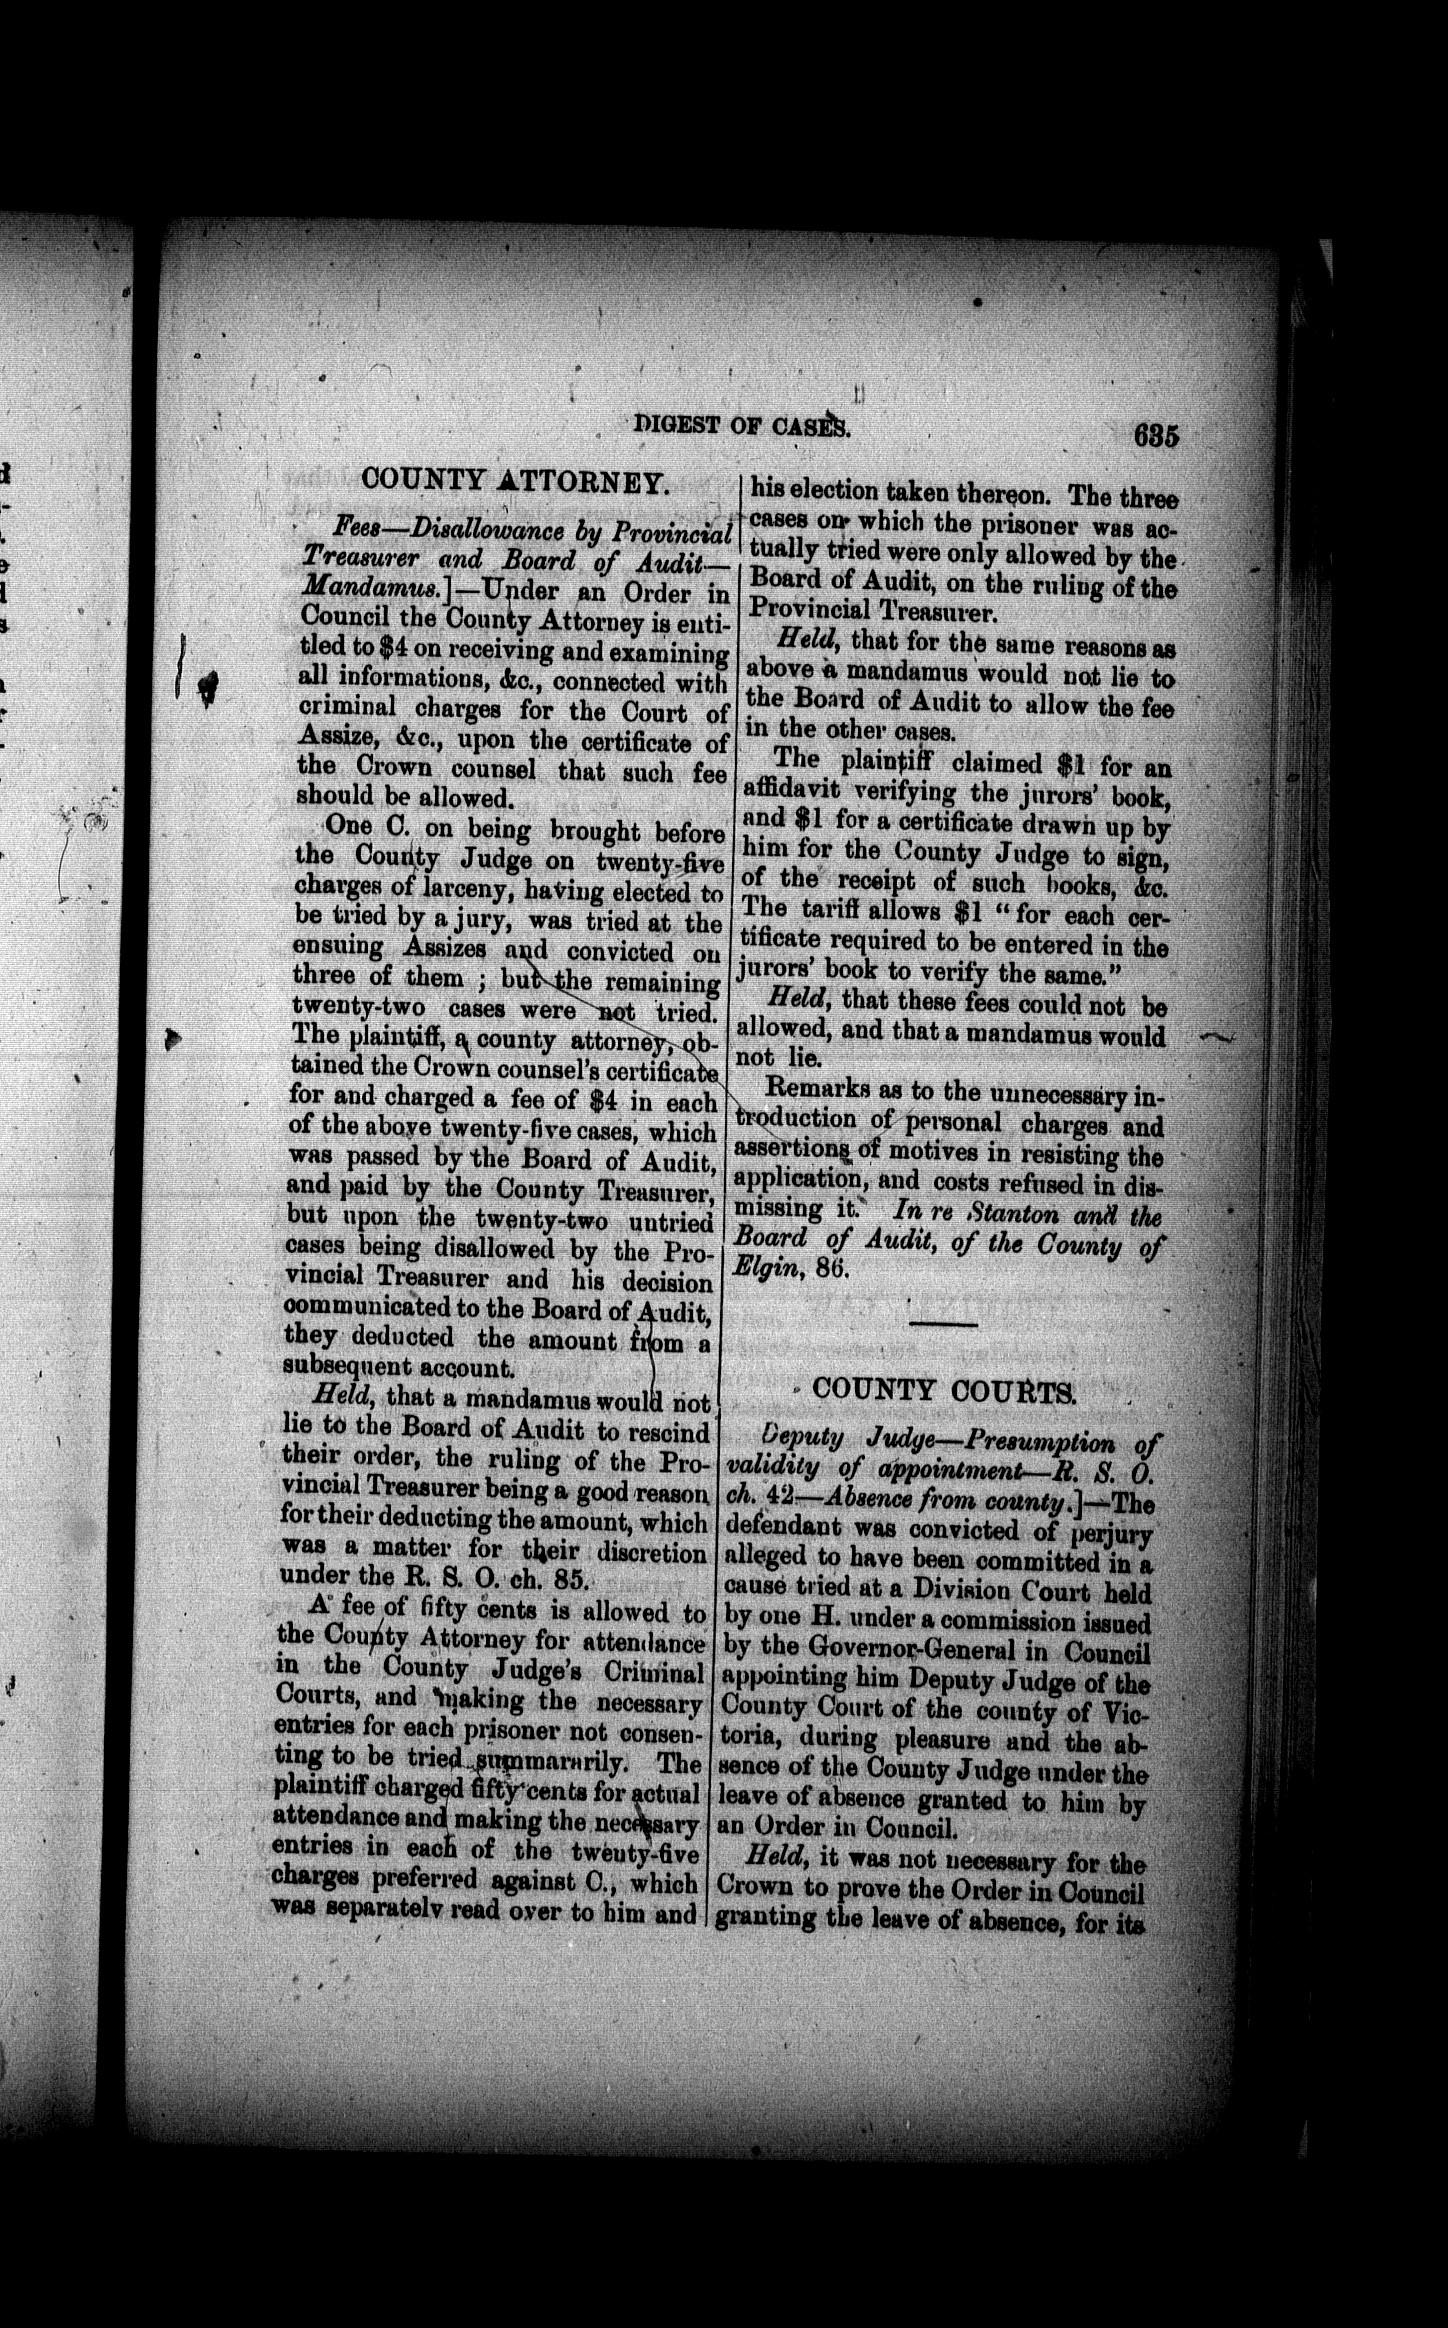 DIGEST OF CASES.
635
COUNTY ATTORNEY.
Fees—Disallowance by Provincial
Treasurer and Board of Audit—
Mandamus.]—Under an Order in
Council the County Attorney is enti-
tled to $4 on receiving and examining
all informations, &c., connected with
criminal charges for the Court of
Assize, &c., upon the certificate of
the Crown counsel that such fee
should be allowed.
One C. on being brought before
the County Judge on twenty-five
charges of larceny, having elected to
be tried by a jury, was tried at the
ensuing Assizes and convicted on
three of them ; but the remaining
twenty-two cases were not tried.
The plaintiff, a county attorney, ob-
tained the Crown counsel's certificate
for and charged a fee of $4 in each
of the above twenty-five cases, which
was passed by the Board of Audit,
and paid by the County Treasurer,
but upon the twenty-two untried
cases being disallowed by the Pro-
vincial Treasurer and his decision
communicated to the Board of Audit,
they deducted the amount from a
subsequent account.
Held, that a mandamus would not
lie to the Board of Audit to rescind
their order, the ruling of the Pro-
vincial Treasurer being a good reason
for their deducting the amount, which
was a matter for their discretion
under the R. S. O. ch. 85.
A fee of fifty cents is allowed to
the County Attorney for attendance
in the County Judge's Criminal
Courts, and making the necessary
entries for each prisoner not consen-
ting to be tried summararily. The
plaintiff charged fifty cents for actual
attendance and making the necessary
entries in each of the twenty-five
charges preferred against C., which
was separately read over to him and
his election taken thereon. The three
cases on which the prisoner was ac-
tually tried were only allowed by the
Board of Audit, on the ruling of the
Provincial Treasurer.
Held, that for the same reasons as
above a mandamus would not lie to
the Board of Audit to allow the fee
in the other cases.
The plaintiff claimed $1 for an
affidavit verifying the jurors' book,
and $1 for a certificate drawn up by
him for the County Judge to sign,
of the receipt of such books, &c.
The tariff allows $1 "for each cer-
tificate required to be entered in the
jurors' book to verify the same."
Held, that these fees could not be
allowed, and that a mandamus would
not lie.
Remarks as to the unnecessary in-
troduction of personal charges and
assertions of motives in resisting the
application, and costs refused in dis-
missing it. In re Stanton and the
Board of Audit, of the County of
Elgin, 86.
COUNTY COURTS.
Deputy Judge—Presumption of
validity of appointment—R. S. O.
ch. 42—Absence from county.]—The
defendant was convicted of perjury
alleged to have been committed in a
cause tried at a Division Court held
by one H. under a commission issued
by the Governor-General in Council
appointing him Deputy Judge of the
County Court of the county of Vic-
toria, during pleasure and the ab-
sence of the County Judge under the
leave of absence granted to him by
an Order in Council.
Held, it was not necessary for the
Crown to prove the Order in Council
granting the leave of absence, for its